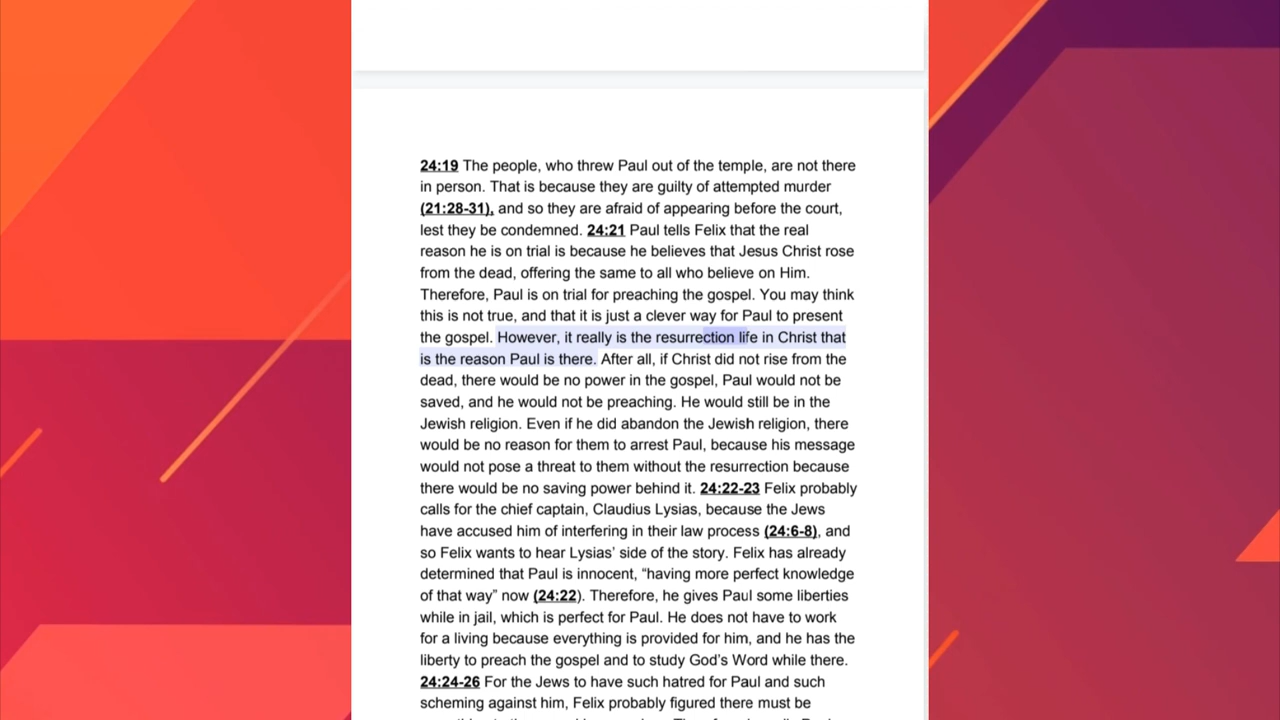 24:19 The people, who threw Paul out of the temple, are not there
in person. That is because they are guilty of attempted murder
(21:28-31), and so they are afraid of appearing before the court,
lest they be condemned. 24:21 Paul tells Felix that the real
reason he is on trial is because he believes that Jesus Christ rose
from the dead, offering the same to all who believe on Him.
Therefore, Paul is on trial for preaching the gospel. You may think
this is not true, and that it is just a clever way for Paul to present
the gospel. However, it really is the resurrection life in Christ that
is the reason Paul is there. After all, if Christ did not rise from the
dead, there would be no power in the gospel, Paul would not be
saved, and he would not be preaching. He would still be in the
Jewish religion. Even if he did abandon the Jewish religion, there
would be no reason for them to arrest Paul, because his message
would not pose a threat to them without the resurrection because
there would be no saving power behind it. 24:22-23 Felix probably
calls for the chief captain, Claudius Lysias, because the Jews
have accused him of interfering in their law process (24:6-8), and
so Felix wants to hear Lysias' side of the story. Felix has already
determined that Paul is innocent, "having more perfect knowledge
of that way" now (24:22). Therefore, he gives Paul some liberties
while in jail, which is perfect for Paul. He does not have to work
for a living because everything is provided for him, and he has the
liberty to preach the gospel and to study God's Word while there.
24:24-26 For the Jews to have such hatred for Paul and such
scheming against him, Felix probably figured there must be